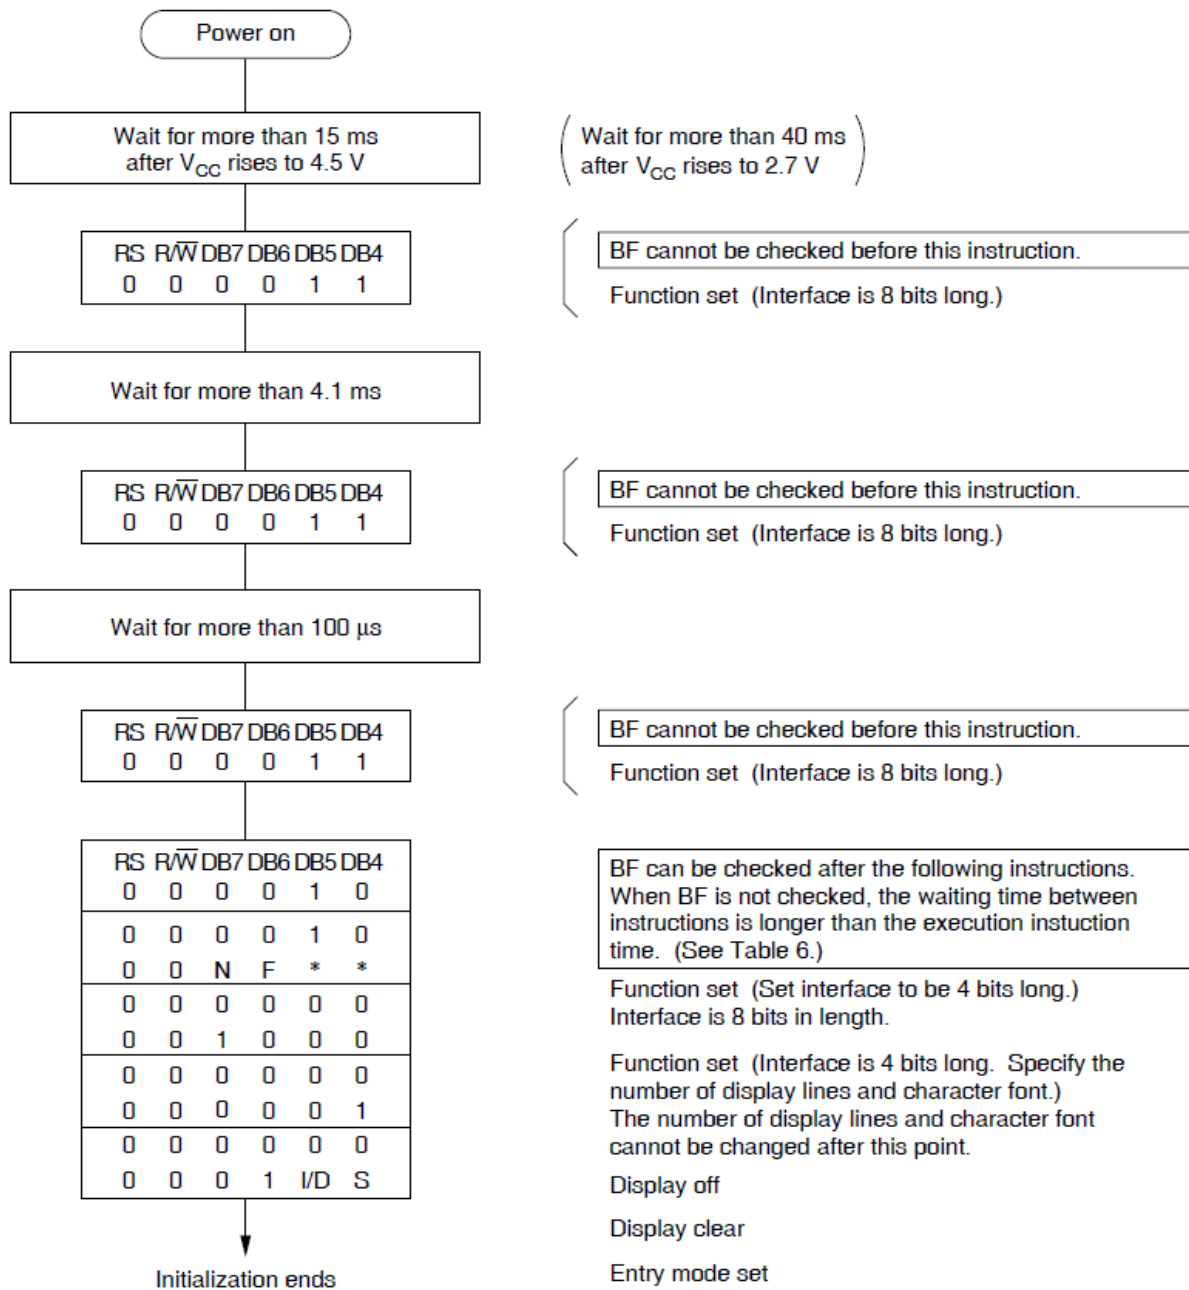 Power on
Wait for more than 15 ms
after VCC rises to 4.5 V
Wait for more than 40 ms
after VCC rises to 2.7 V
RS R/W̅ DB7 DB6 DB5 DB4
0 0 0 0 1 1
BF cannot be checked before this instruction.
Function set (Interface is 8 bits long.)
Wait for more than 4.1 ms
RS R/W̅ DB7 DB6 DB5 DB4
0 0 0 0 1 1
BF cannot be checked before this instruction.
Function set (Interface is 8 bits long.)
Wait for more than 100 µs
RS R/W̅ DB7 DB6 DB5 DB4
0 0 0 0 1 1
BF cannot be checked before this instruction.
Function set (Interface is 8 bits long.)
RS R/W̅ DB7 DB6 DB5 DB4
0 0 0 0 1 0
0 0 0 0 1 0
0 0 N F * *
0 0 0 0 0 0
0 0 1 0 0 0
0 0 0 0 0 0
0 0 0 0 0 1
0 0 0 0 0 0
0 0 0 1 I/D S
Initialization ends
BF can be checked after the following instructions.
When BF is not checked, the waiting time between
instructions is longer than the execution instuction
time. (See Table 6.)
Function set (Set interface to be 4 bits long.)
Interface is 8 bits in length.
Function set (Interface is 4 bits long. Specify the
number of display lines and character font.)
The number of display lines and character font
cannot be changed after this point.
Display off
Display clear
Entry mode set